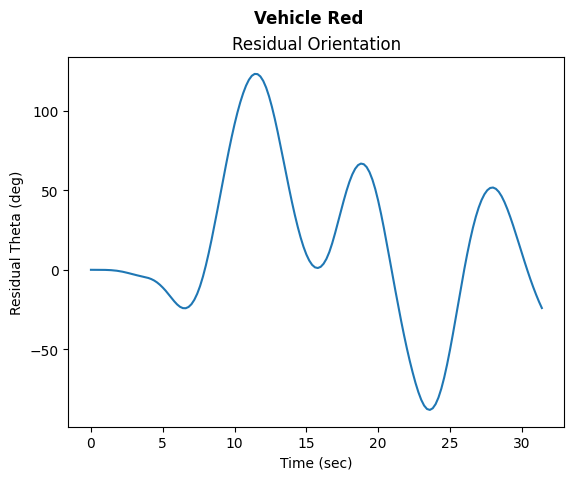 Vehicle Red
Residual Orientation
Residual Theta (deg)
100
50
0
−50
0 5 10 15 20 25 30
Time (sec)